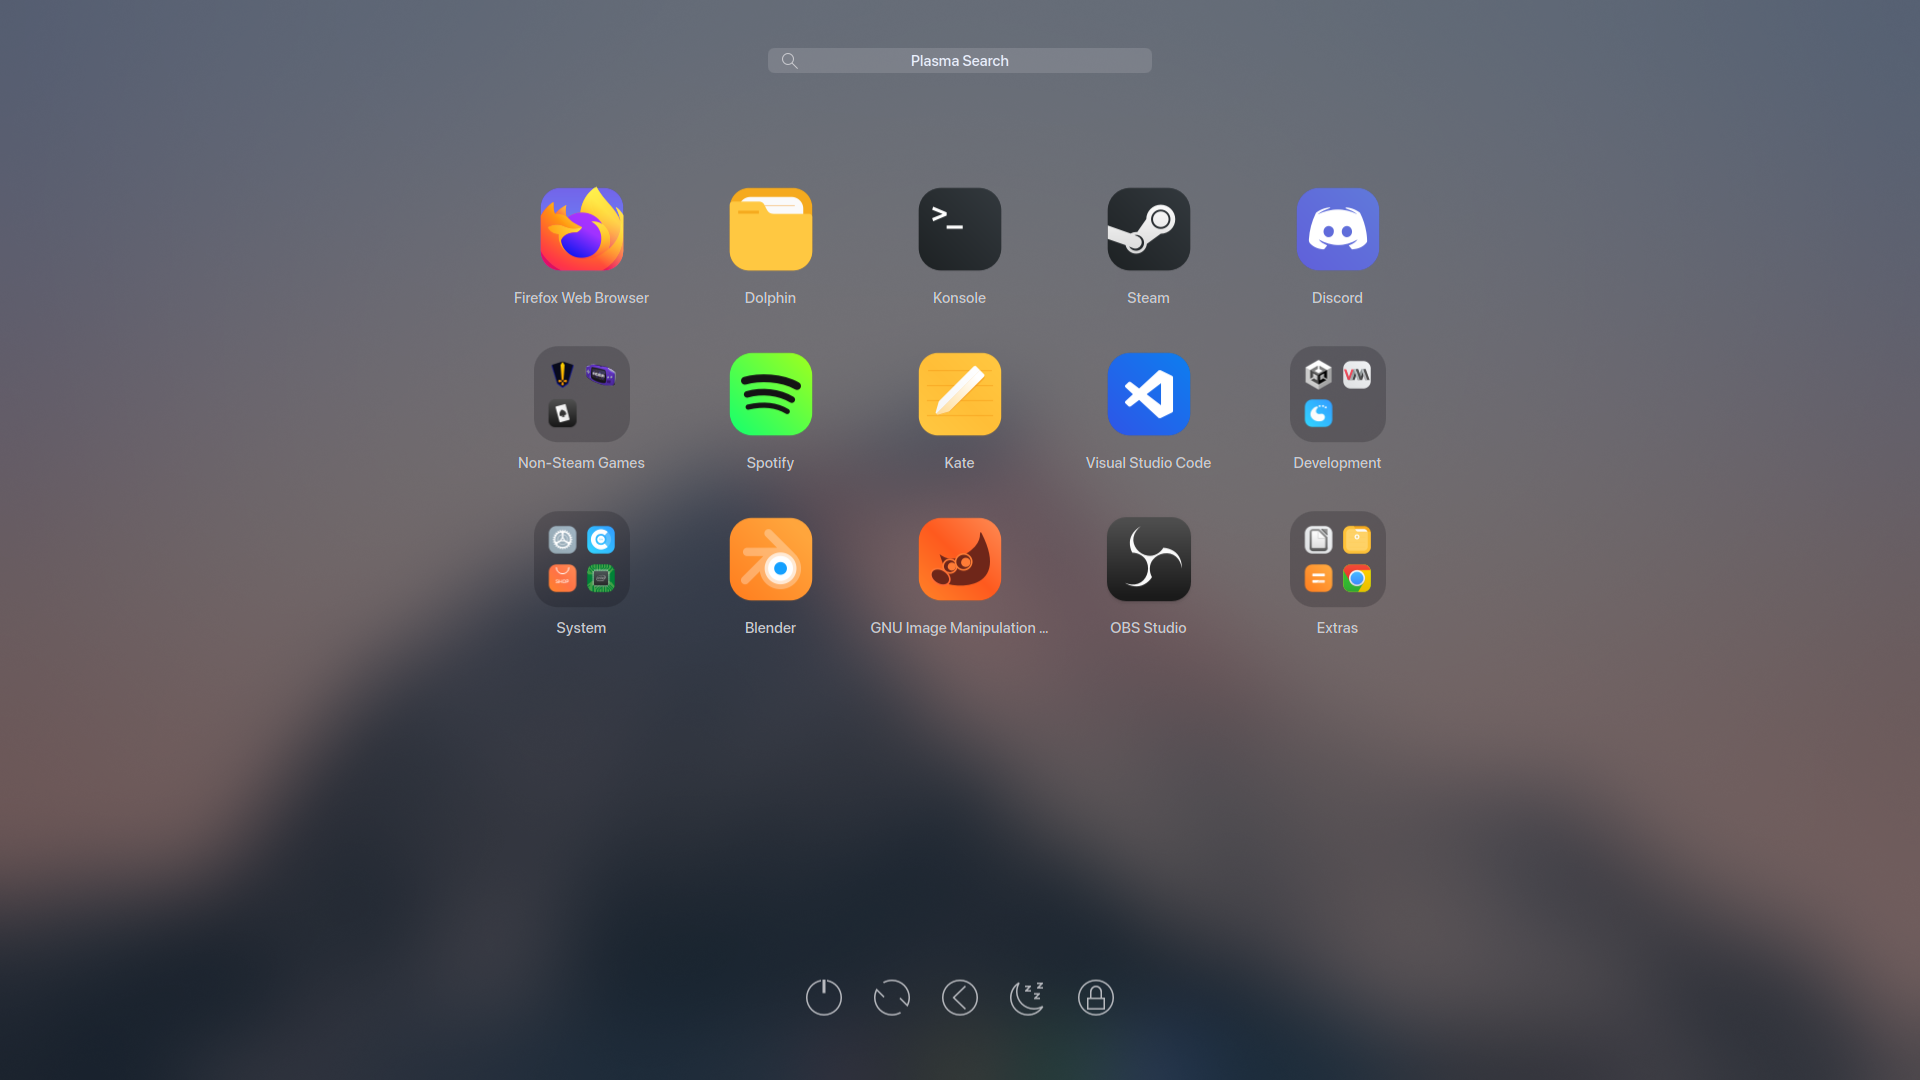 Plasma Search
Firefox Web Browser
Dolphin
Konsole
Steam
Discord
Non-Steam Games
Spotify
Kate
Visual Studio Code
Development
System
Blender
GNU Image Manipulation ...
OBS Studio
Extras